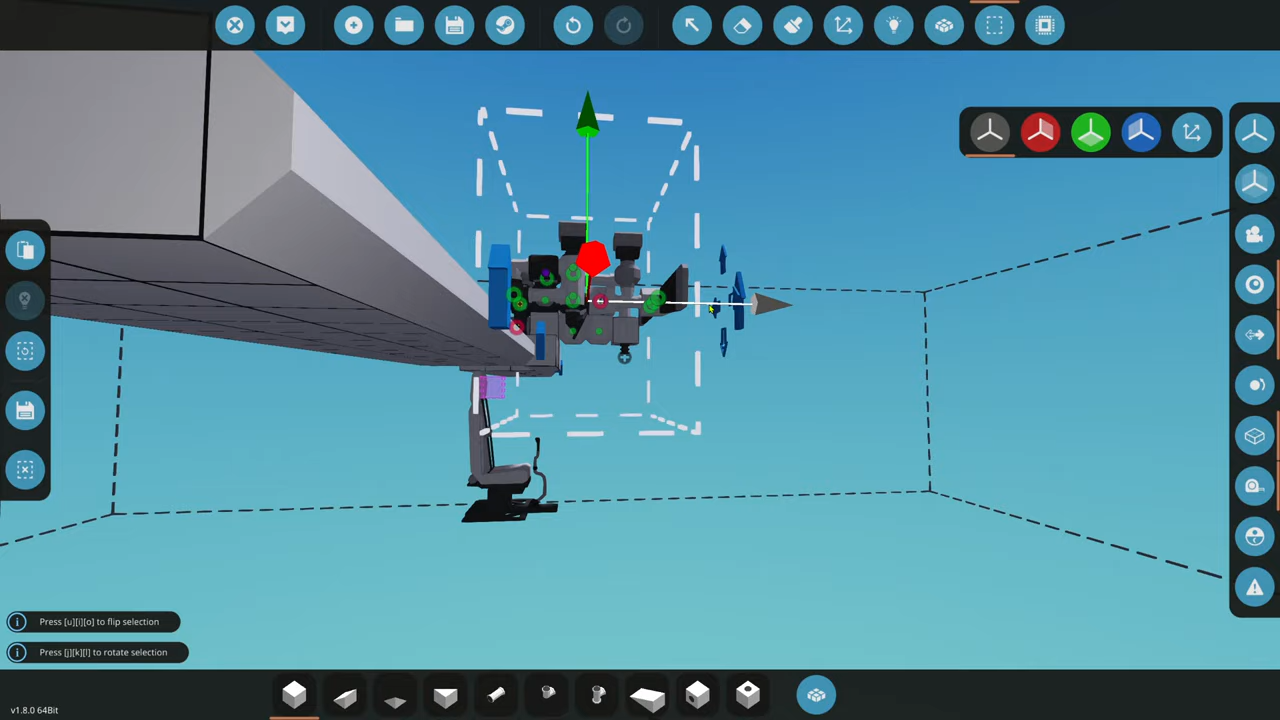 Press [u][i][o] to flip selection
Press [j][k][l] to rotate selection
v1.8.0 64Bit